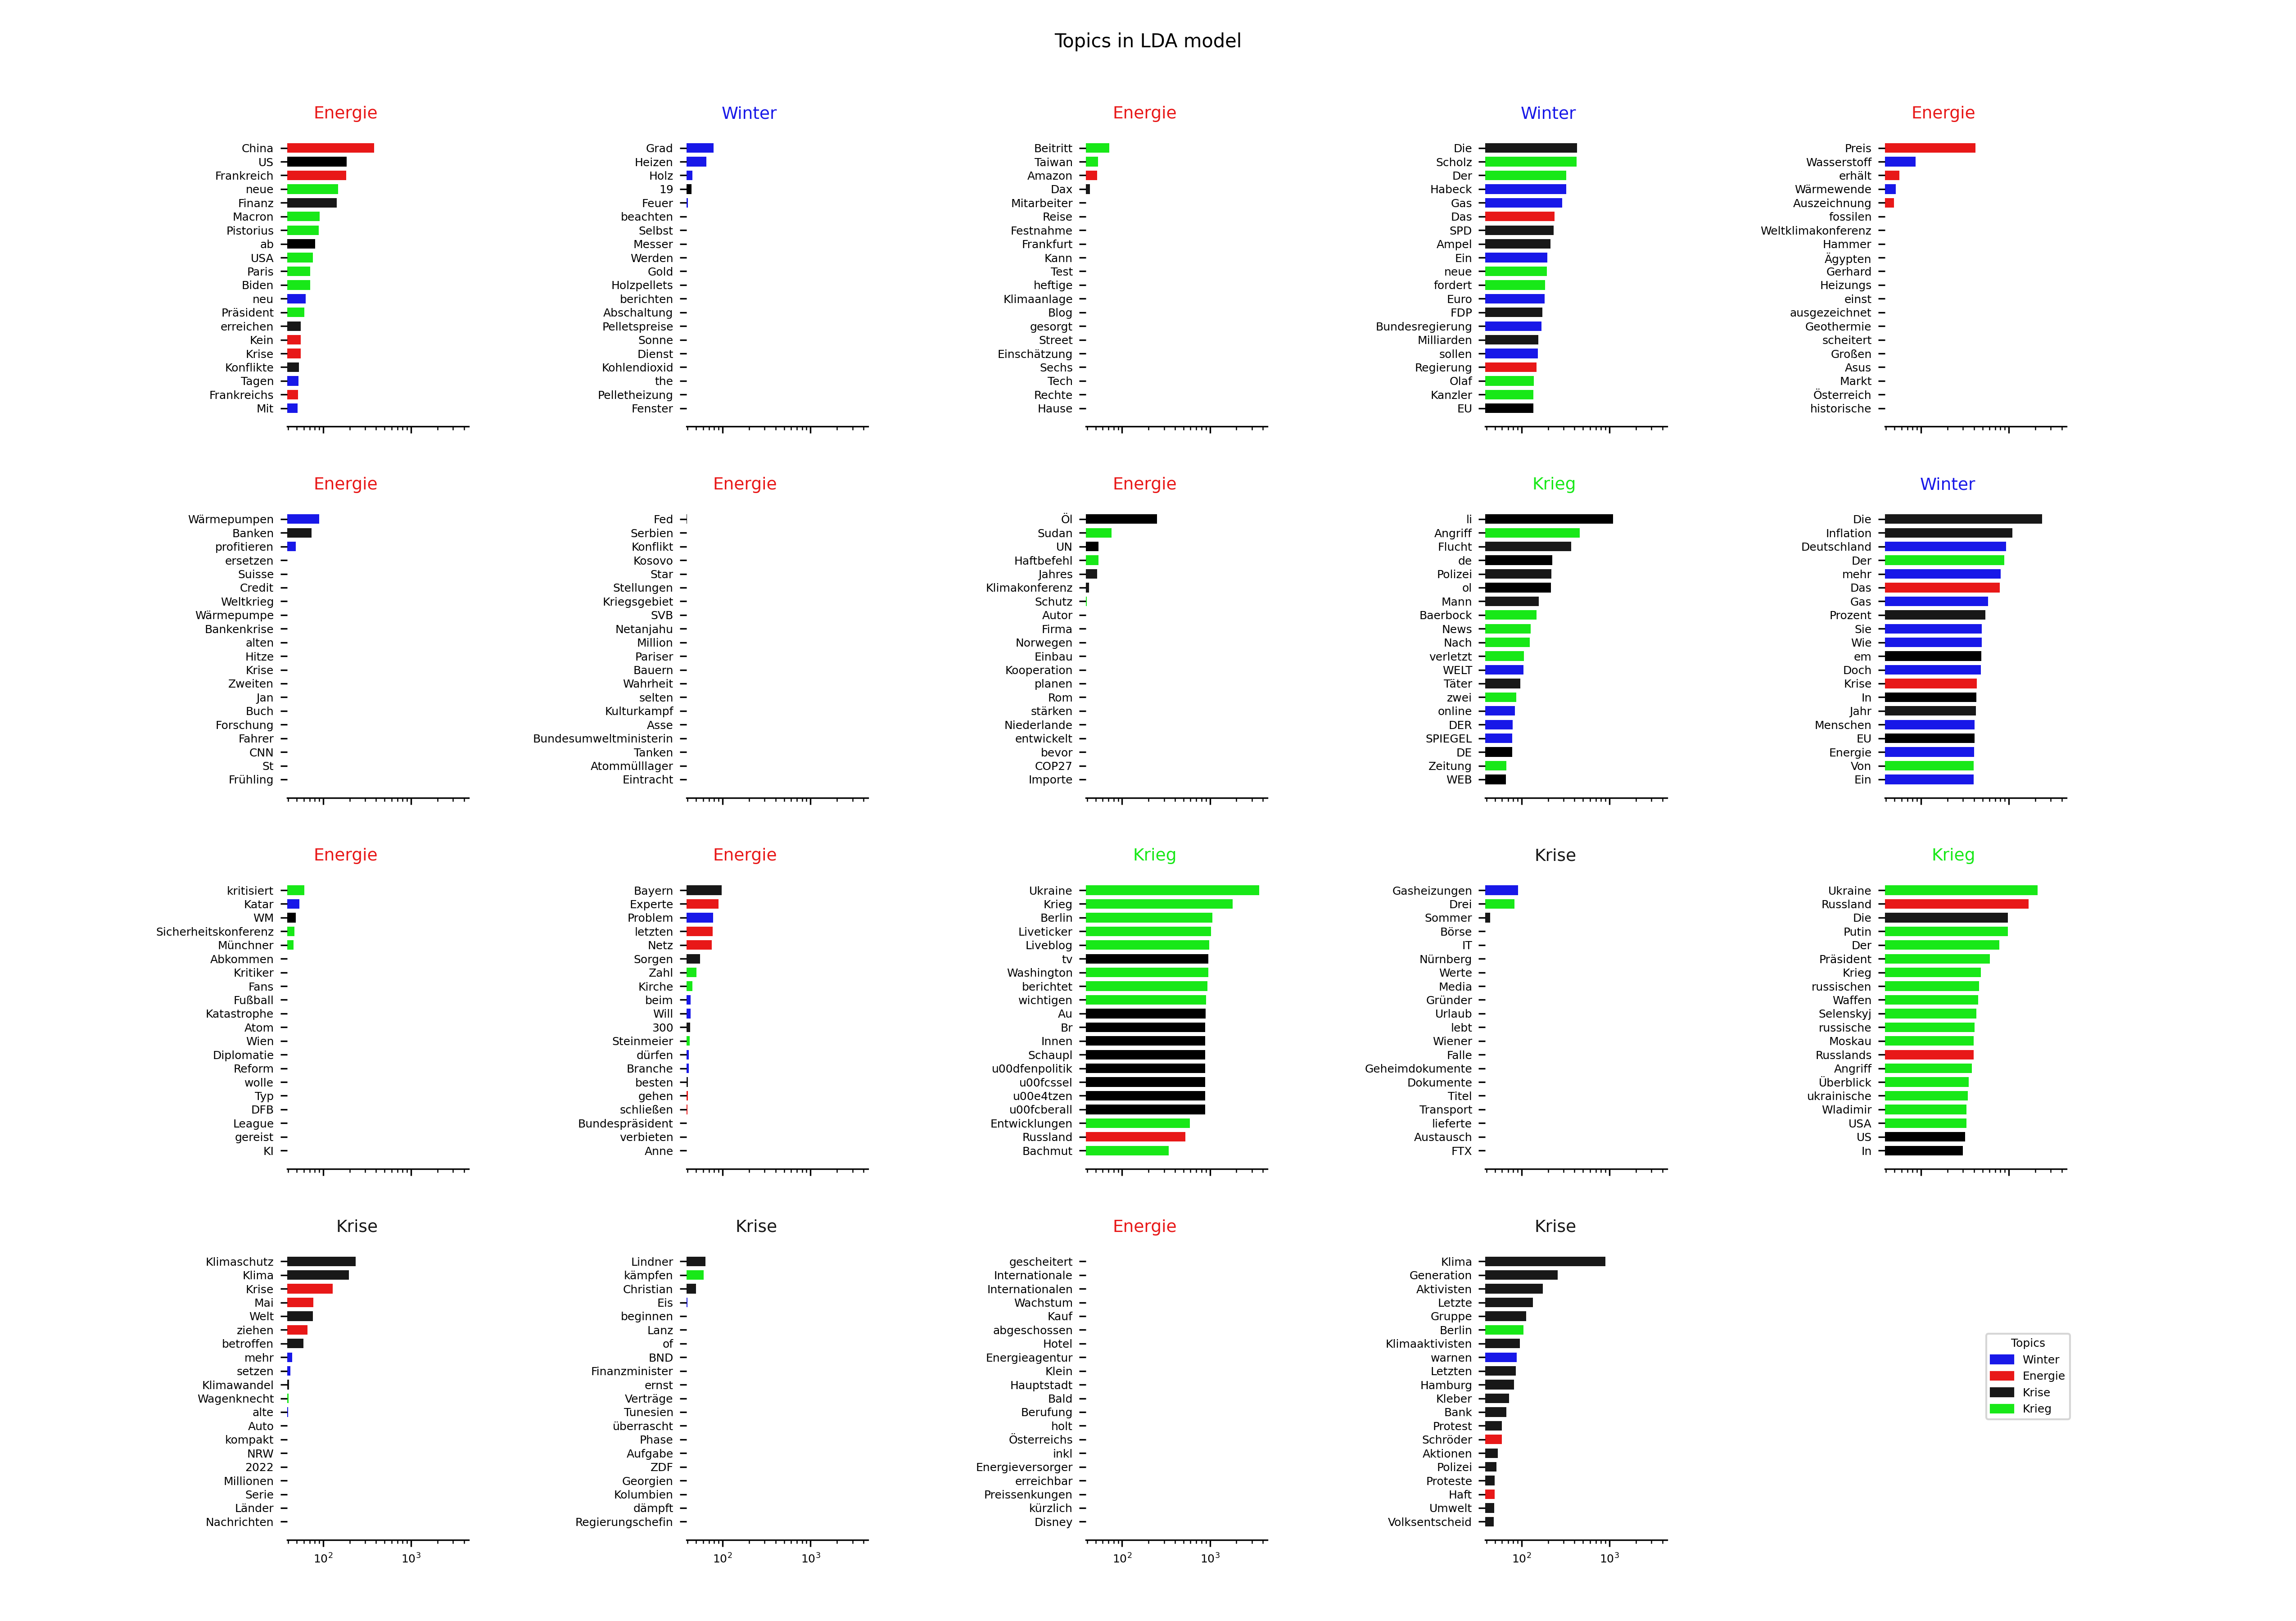 Topics in LDA model
Energie
China
US
Frankreich
neue
Finanz
Macron
Pistorius
ab
USA
Paris
Biden
neu
Präsident
erreichen
Kein
Krise
Konflikte
Tagen
Frankreichs
Mit
Winter
Grad
Heizen
Holz
19
Feuer
beachten
Selbst
Messer
Werden
Gold
Holzpellets
berichten
Abschaltung
Pelletspreise
Sonne
Dienst
Kohlendioxid
the
Pelletheizung
Fenster
Energie
Beitritt
Taiwan
Amazon
Dax
Mitarbeiter
Reise
Festnahme
Frankfurt
Kann
Test
heftige
Klimaanlage
Blog
gesorgt
Street
Einschätzung
Sechs
Tech
Rechte
Hause
Winter
Die
Scholz
Der
Habeck
Gas
Das
SPD
Ampel
Ein
neue
fordert
Euro
FDP
Bundesregierung
Milliarden
sollen
Regierung
Olaf
Kanzler
EU
Energie
Preis
Wasserstoff
erhält
Wärmewende
Auszeichnung
fossilen
Weltklimakonferenz
Hammer
Ägypten
Gerhard
Heizungs
einst
ausgezeichnet
Geothermie
scheitert
Großen
Asus
Markt
Österreich
historische
Energie
Wärmepumpen
Banken
profitieren
ersetzen
Suisse
Credit
Weltkrieg
Wärmepumpe
Bankenkrise
alten
Hitze
Krise
Zweiten
Jan
Buch
Forschung
Fahrer
CNN
St
Frühling
Energie
Fed
Serbien
Konflikt
Kosovo
Star
Stellungen
Kriegsgebiet
SVB
Netanjahu
Million
Pariser
Bauern
Wahrheit
selten
Kulturkampf
Asse
Bundesumweltministerin
Tanken
Atommülllager
Eintracht
Energie
Öl
Sudan
UN
Haftbefehl
Jahres
Klimakonferenz
Schutz
Autor
Firma
Norwegen
Einbau
Kooperation
planen
Rom
stärken
Niederlande
entwickelt
bevor
COP27
Importe
Krieg
li
Angriff
Flucht
de
Polizei
ol
Mann
Baerbock
News
Nach
verletzt
WELT
Täter
zwei
online
DER
SPIEGEL
DE
Zeitung
WEB
Winter
Die
Inflation
Deutschland
Der
mehr
Das
Gas
Prozent
Sie
Wie
em
Doch
Krise
In
Jahr
Menschen
EU
Energie
Von
Ein
Energie
kritisiert
Katar
WM
Sicherheitskonferenz
Münchner
Abkommen
Kritiker
Fans
Fußball
Katastrophe
Atom
Wien
Diplomatie
Reform
wolle
Typ
DFB
League
gereist
KI
Energie
Bayern
Experte
Problem
letzten
Netz
Sorgen
Zahl
Kirche
beim
Will
300
Steinmeier
dürfen
Branche
besten
gehen
schließen
Bundespräsident
verbieten
Anne
Krieg
Ukraine
Krieg
Berlin
Liveticker
Liveblog
tv
Washington
berichtet
wichtigen
Au
Br
Innen
Schaupl
u00dfenpolitik
u00fcssel
u00e4tzen
u00fcberall
Entwicklungen
Russland
Bachmut
Krise
Gasheizungen
Drei
Sommer
Börse
IT
Nürnberg
Werte
Media
Gründer
Urlaub
lebt
Wiener
Falle
Geheimdokumente
Dokumente
Titel
Transport
lieferte
Austausch
FTX
Krieg
Ukraine
Russland
Die
Putin
Der
Präsident
Krieg
russischen
Waffen
Selenskyj
russische
Moskau
Russlands
Angriff
Überblick
ukrainische
Wladimir
USA
US
In
Krise
Klimaschutz
Klima
Krise
Mai
Welt
ziehen
betroffen
mehr
setzen
Klimawandel
Wagenknecht
alte
Auto
kompakt
NRW
2022
Millionen
Serie
Länder
Nachrichten
10² 10³
Krise
Lindner
kämpfen
Christian
Eis
beginnen
Lanz
of
BND
Finanzminister
ernst
Verträge
Tunesien
überrascht
Phase
Aufgabe
ZDF
Georgien
Kolumbien
dämpft
Regierungschefin
10² 10³
Energie
gescheitert
Internationale
Internationalen
Wachstum
Kauf
abgeschossen
Hotel
Energieagentur
Klein
Hauptstadt
Bald
Berufung
holt
Österreichs
inkl
Energieversorger
erreichbar
Preissenkungen
kürzlich
Disney
10² 10³
Krise
Klima
Generation
Aktivisten
Letzte
Gruppe
Berlin
Klimaaktivisten
warnen
Letzten
Hamburg
Kleber
Bank
Protest
Schröder
Aktionen
Polizei
Proteste
Haft
Umwelt
Volksentscheid
10² 10³
Topics
Winter
Energie
Krise
Krieg